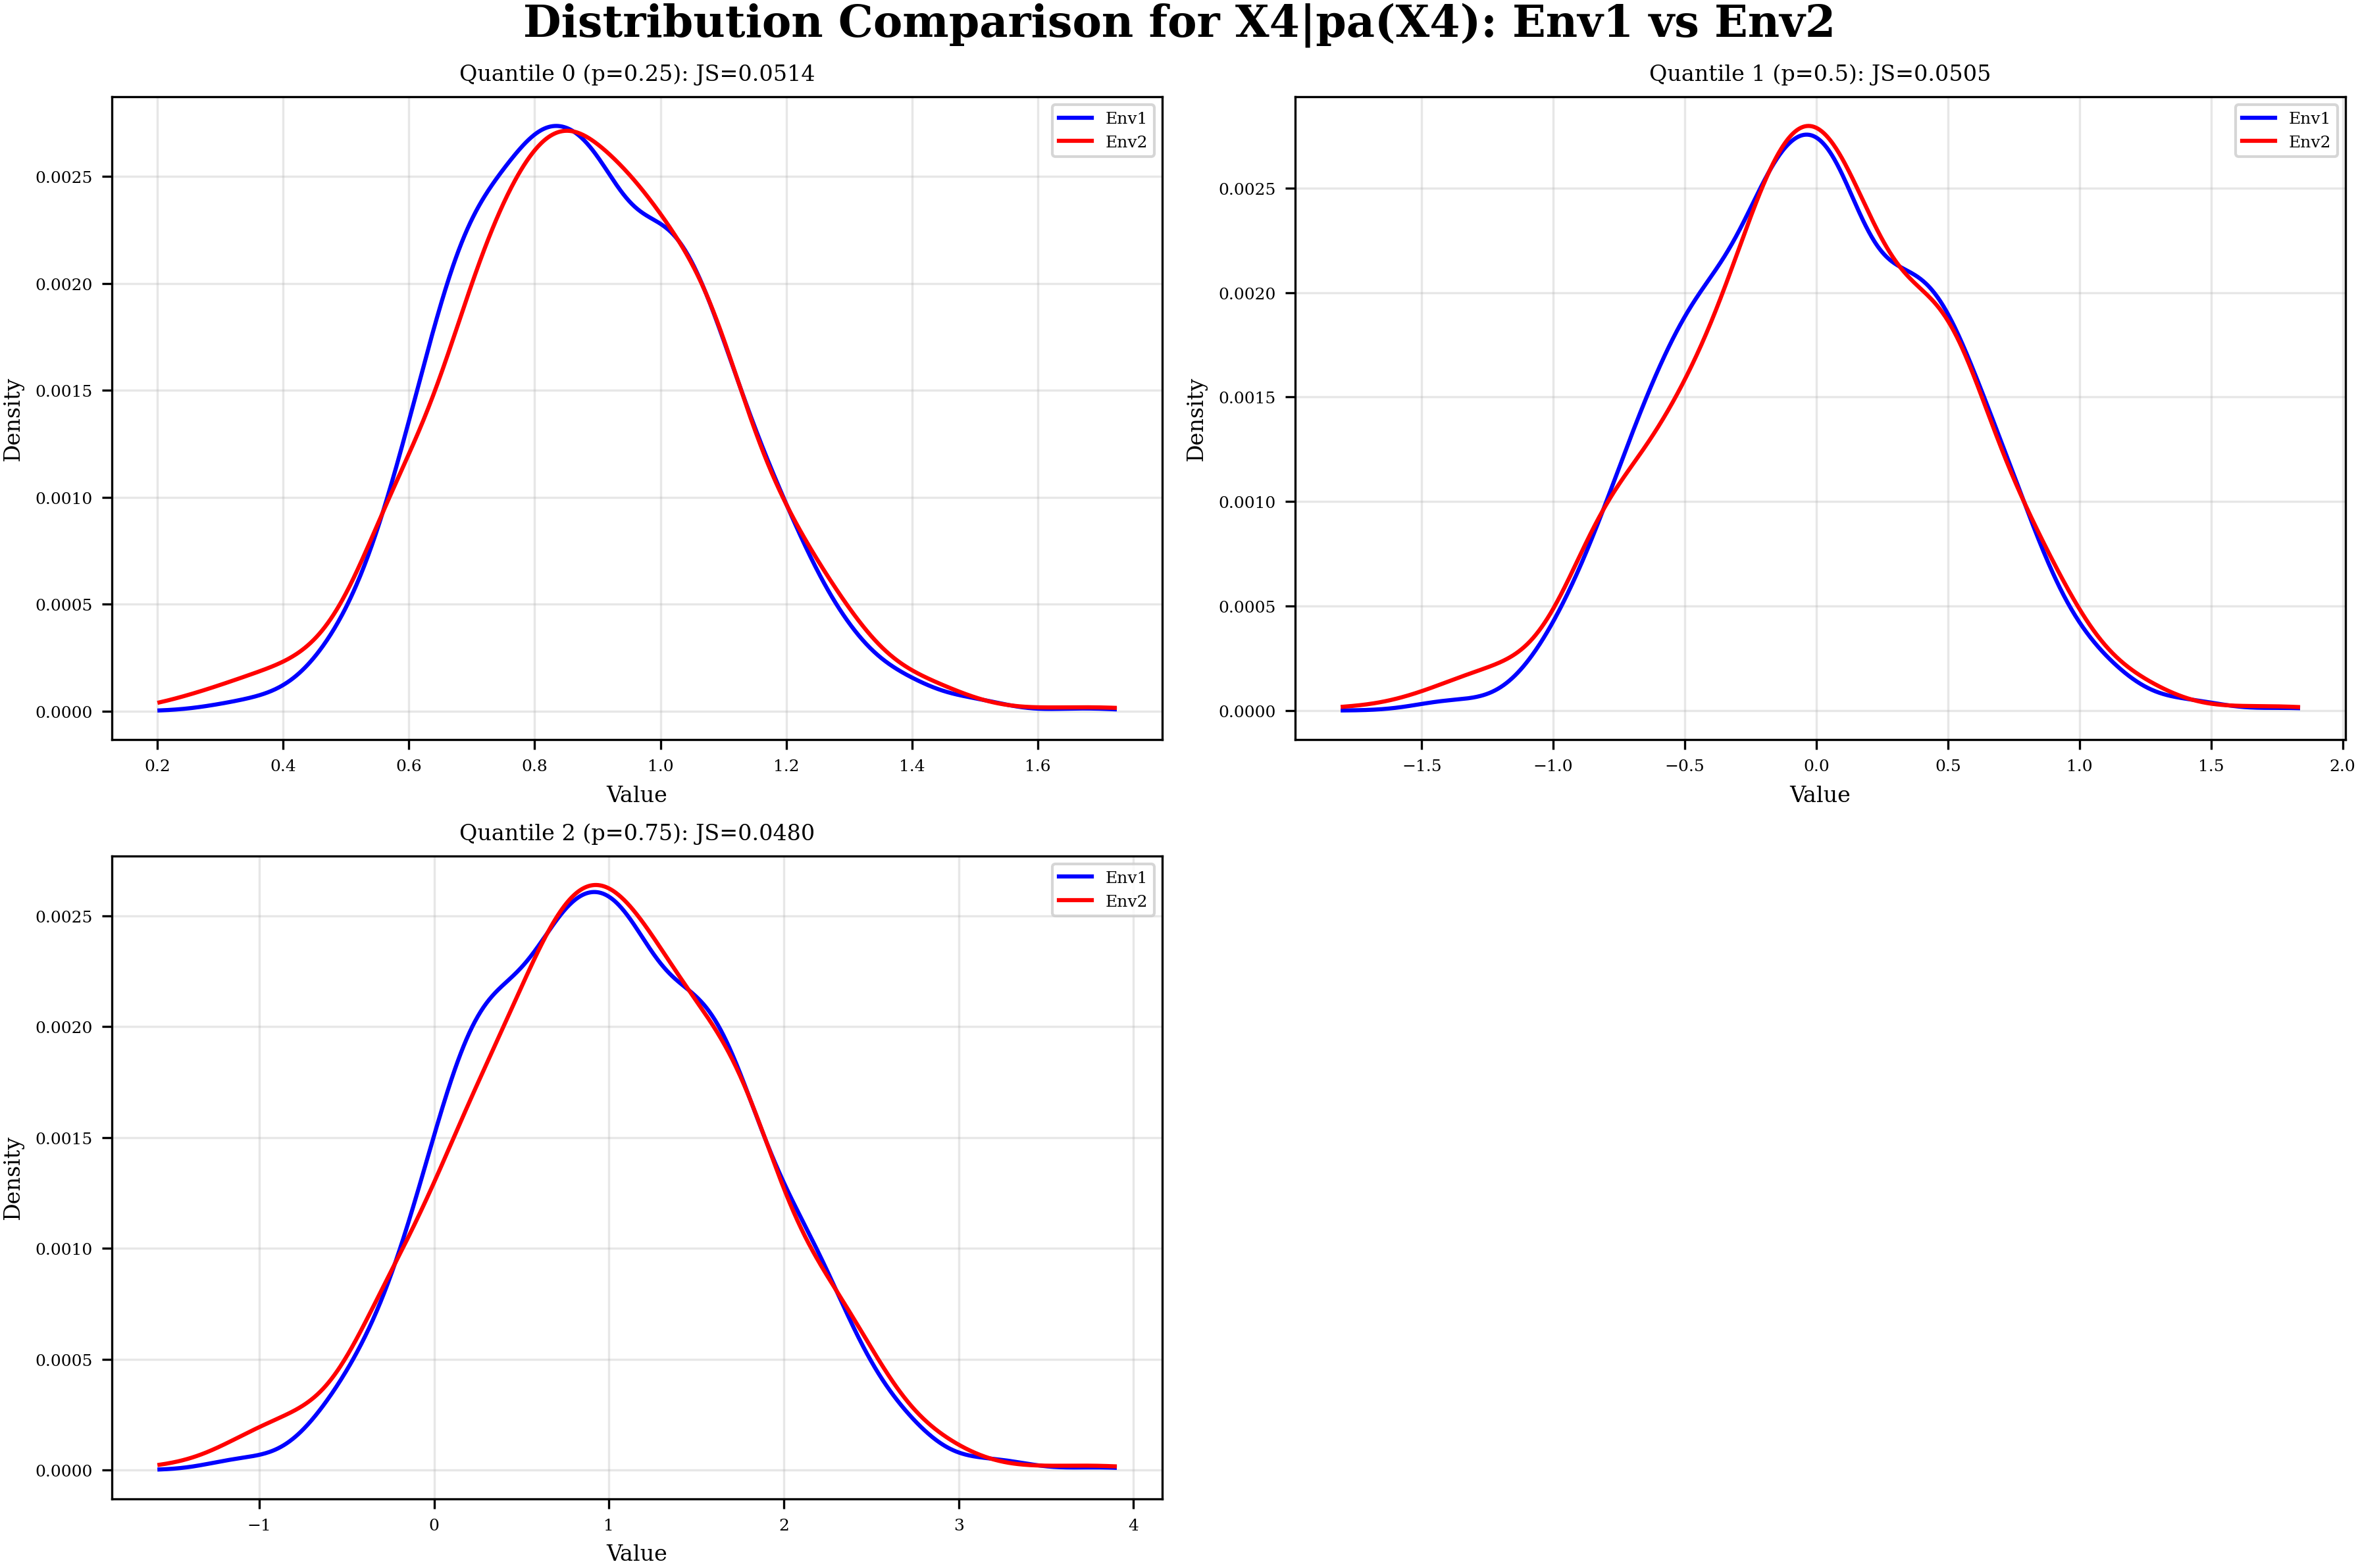 Distribution Comparison for X4|pa(X4): Env1 vs Env2
Quantile 0 (p=0.25): JS=0.0514
Env1
Env2
0.0025
0.0020
0.0015
0.0010
0.0005
0.0000
Density
0.2 0.4 0.6 0.8 1.0 1.2 1.4 1.6
Value
Quantile 1 (p=0.5): JS=0.0505
Env1
Env2
0.0025
0.0020
0.0015
0.0010
0.0005
0.0000
Density
−1.5 −1.0 −0.5 0.0 0.5 1.0 1.5 2.0
Value
Quantile 2 (p=0.75): JS=0.0480
Env1
Env2
0.0025
0.0020
0.0015
0.0010
0.0005
0.0000
Density
−1 0 1 2 3 4
Value